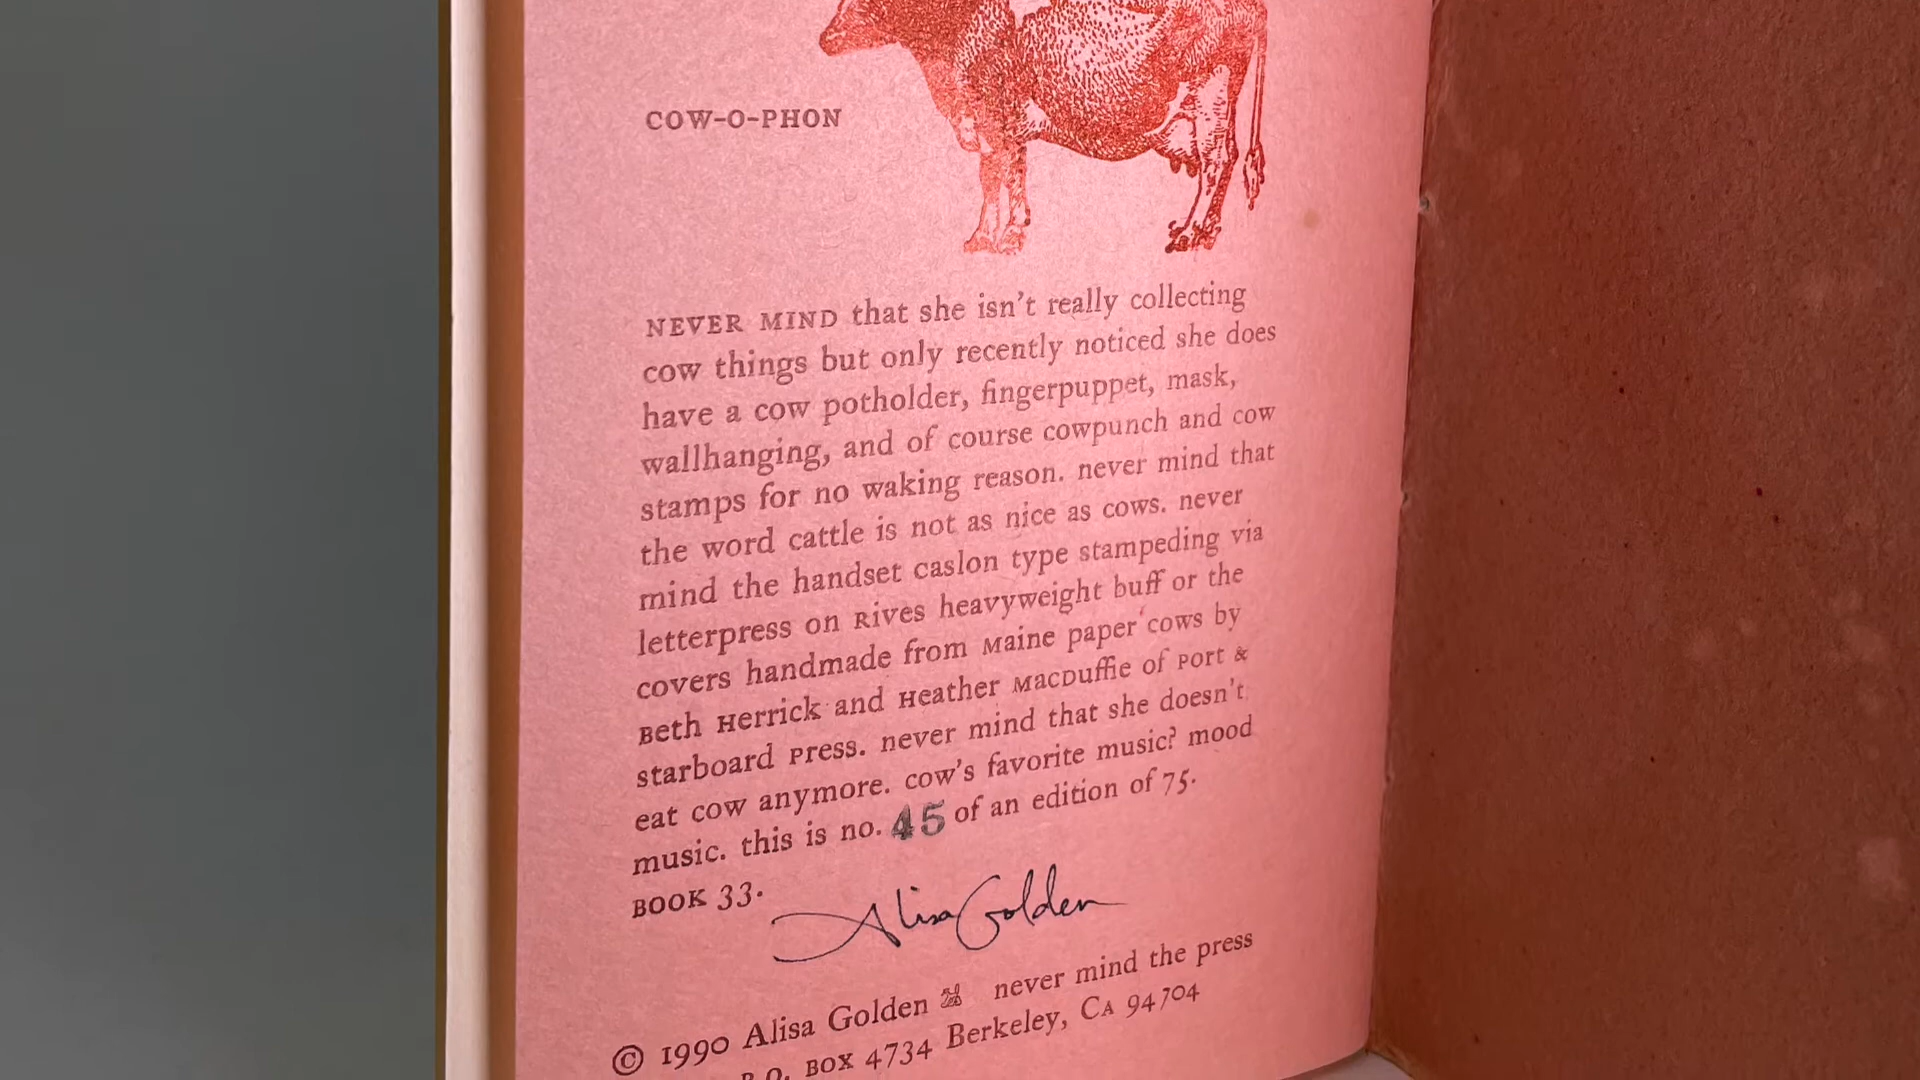 COW-O-PHON
NEVER MIND that she isn't really collecting
cow things but only recently noticed she does
have a cow potholder, fingerpuppet, mask,
wallhanging, and of course cowpunch and cow
stamps for no waking reason. never mind that
the word cattle is not as nice as cows. never
mind the handset caslon type stampeding via
letterpress on Rives heavyweight buff or the
covers handmade from Maine paper cows by
Beth Herrick and Heather MacDuffie of Port &
starboard Press. never mind that she doesn't
eat cow anymore. cow's favorite music? mood
music. this is no. 45 of an edition of 75.
BOOK 33.
Alisa Golden
© 1990 Alisa Golden never mind the press
P.O. BOX 4734 Berkeley, CA 94704